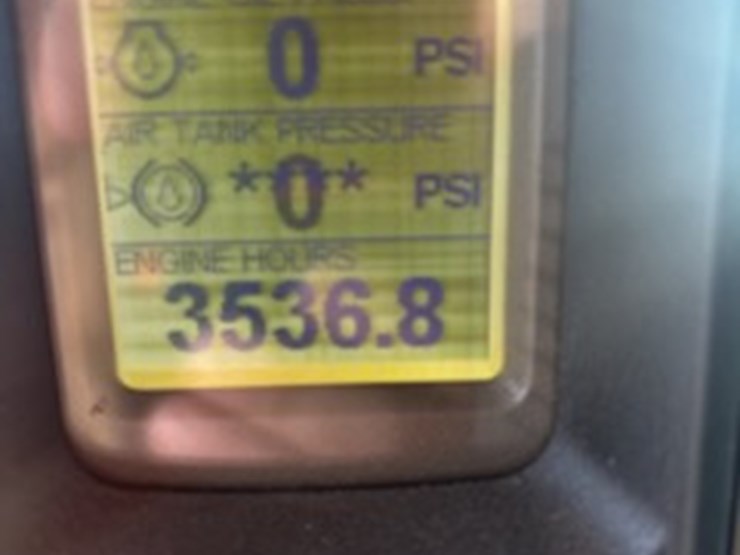 0 PSI
AIR TANK PRESSURE
*0* PSI
ENGINE HOURS
3536.8